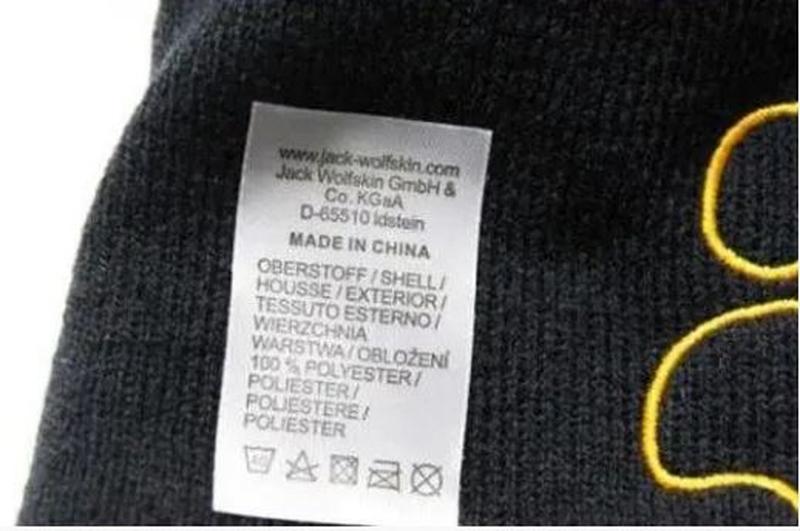 www.jack-wolfskin.com
Jack Wolfskin GmbH &
Co. KGaA
D-65510 Idstein
MADE IN CHINA
OBERSTOFF / SHELL /
HOUSSE / EXTERIOR /
TESSUTO ESTERNO /
WIERZCHNIA
WARSTWA / OBLOŽENÍ
100 % POLYESTER /
POLIESTER /
POLIESTERE /
POLIESTER